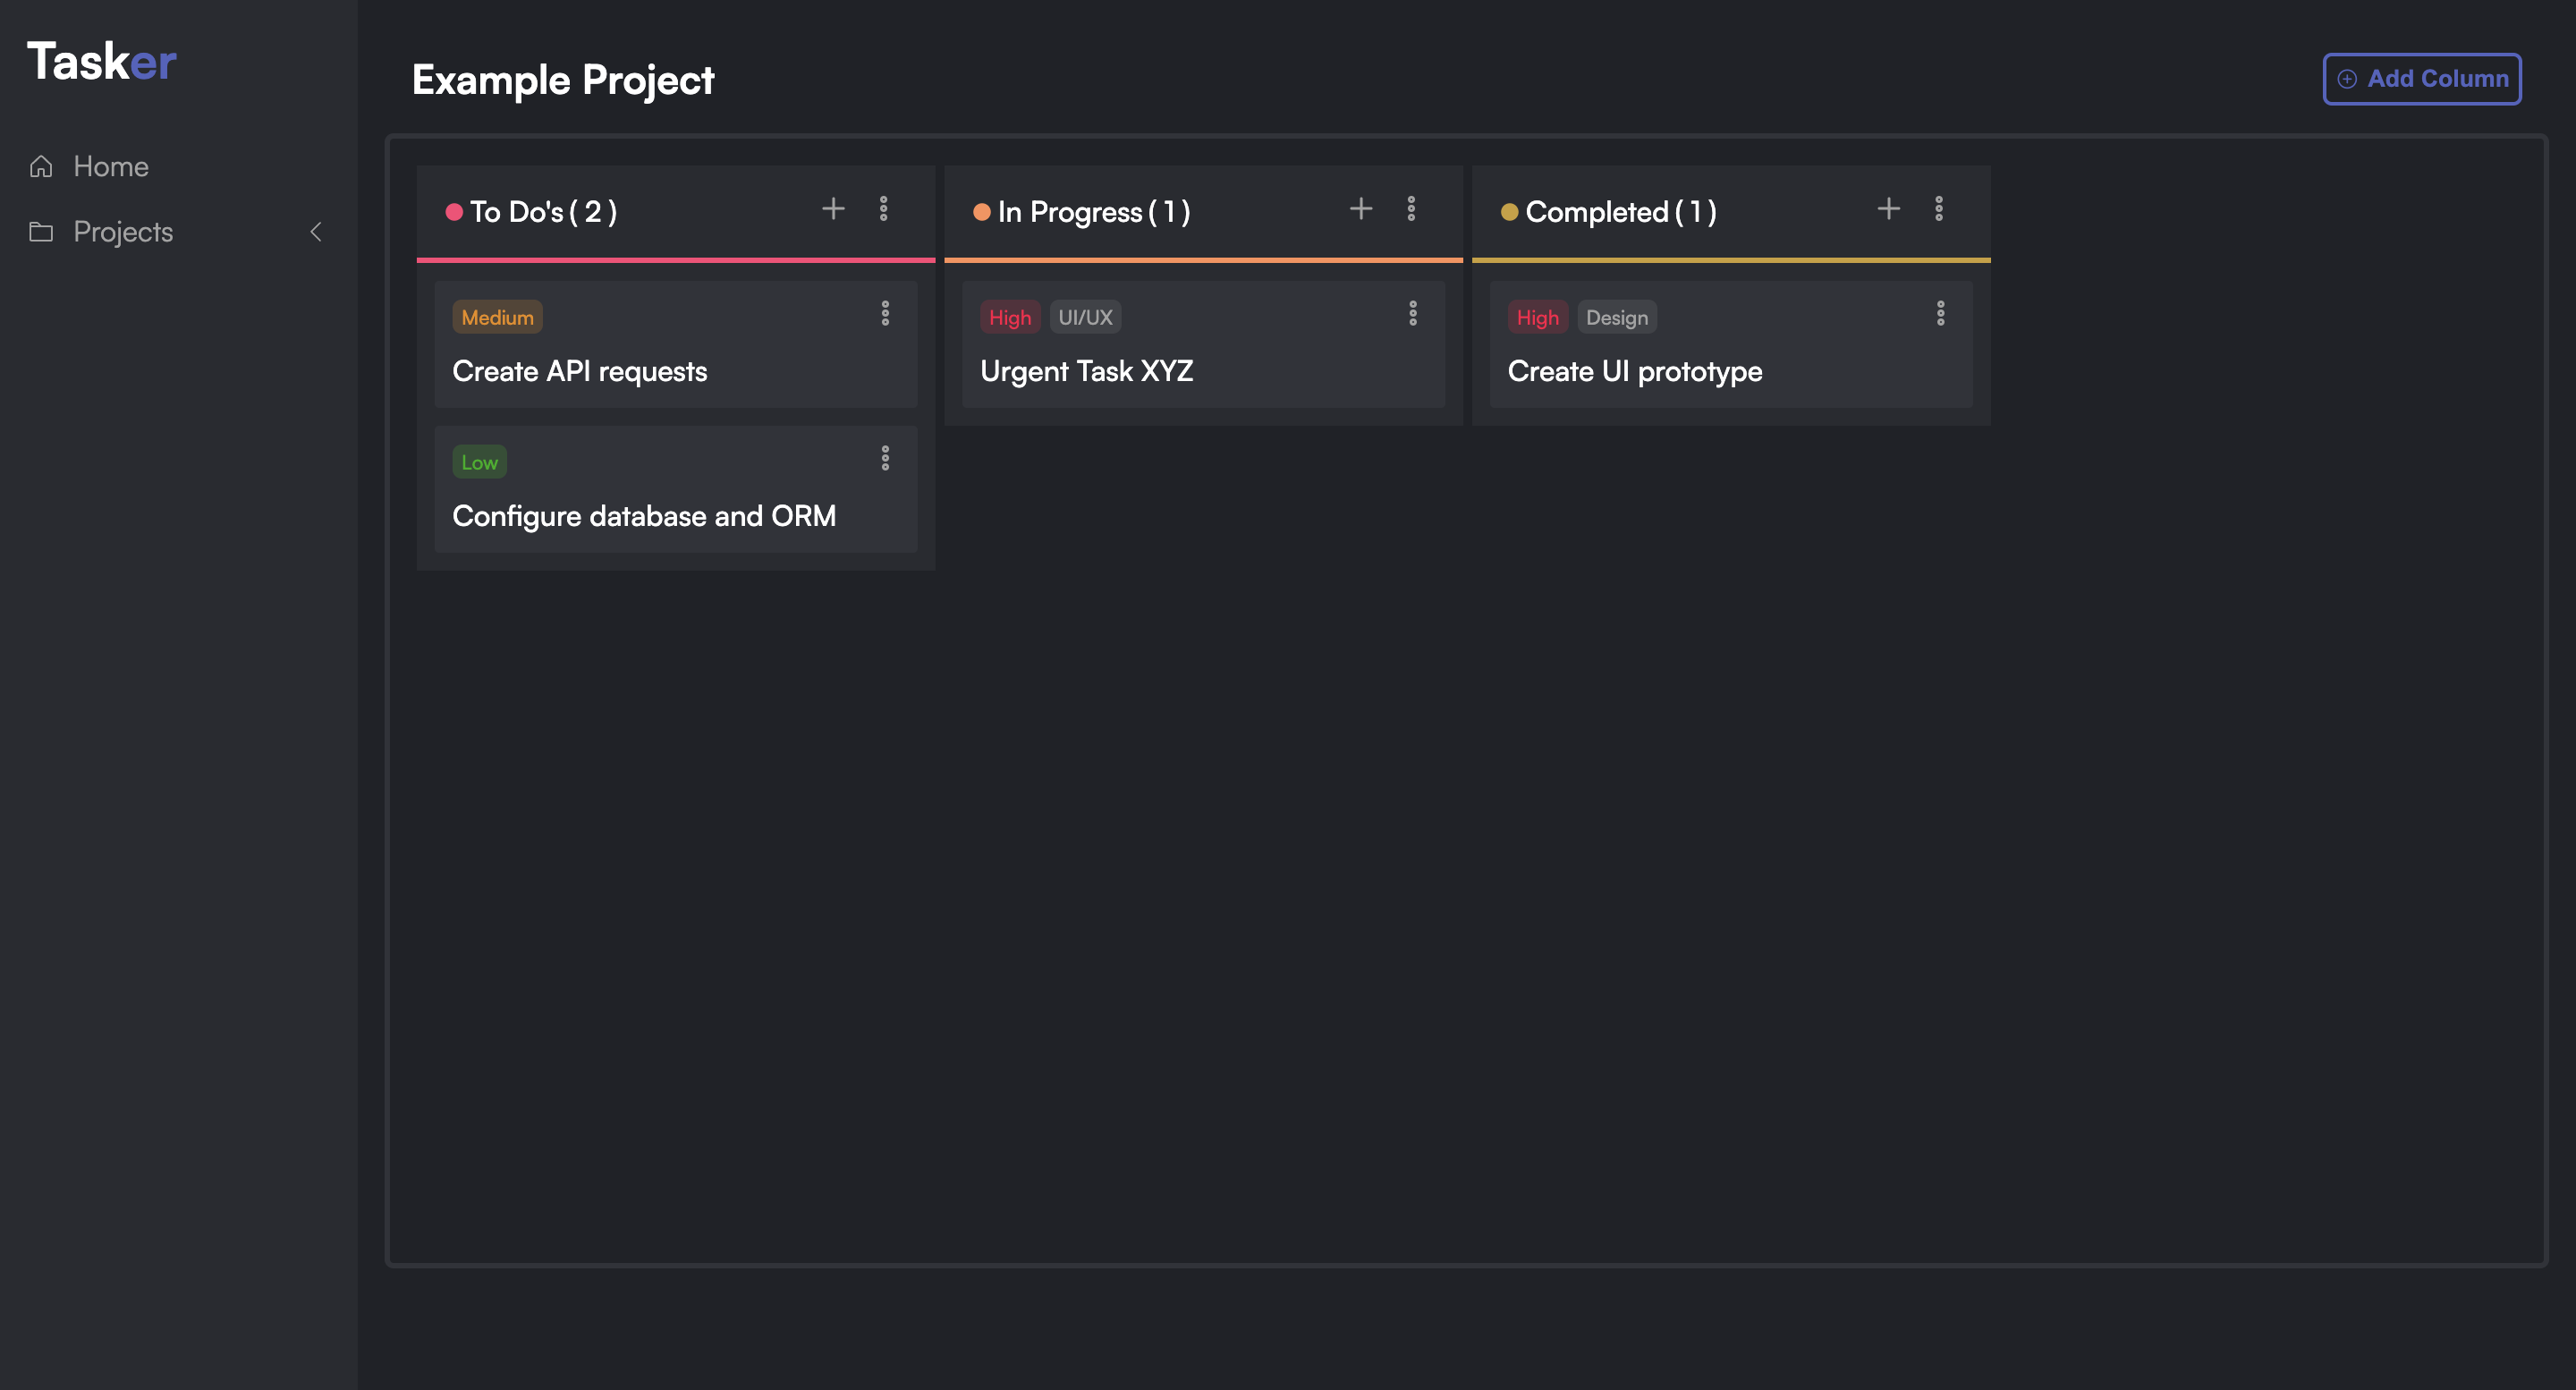 Tasker
Home
Projects
Example Project
Add Column
To Do's ( 2 )
Medium
Create API requests
Low
Configure database and ORM
In Progress ( 1 )
High UI/UX
Urgent Task XYZ
Completed ( 1 )
High Design
Create UI prototype